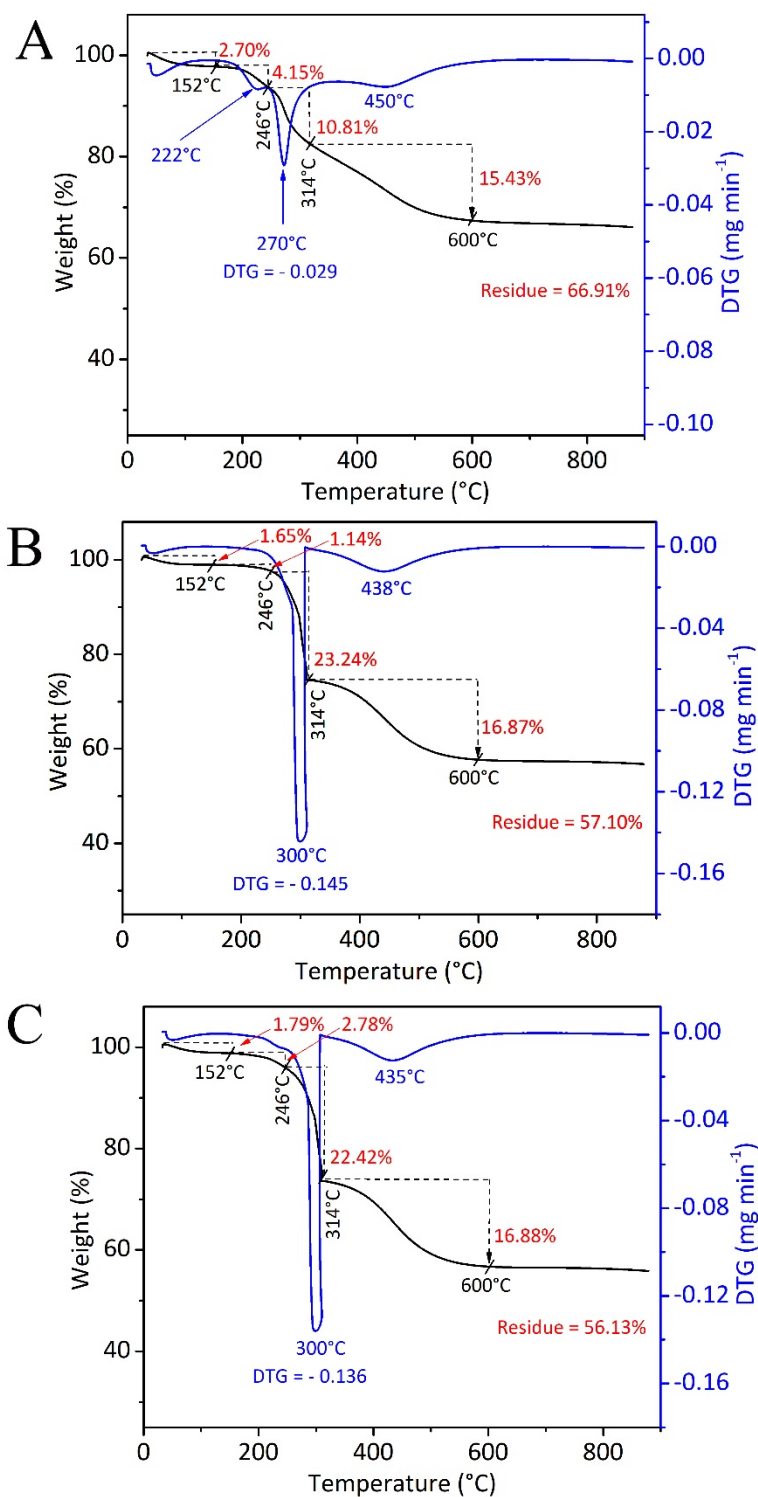 A
100
80
60
40
Weight (%)
2.70%
4.15%
152°C
222°C
246°C
10.81%
314°C
450°C
15.43%
270°C
DTG = - 0.029
600°C
Residue = 66.91%
0.00
-0.02
-0.04
-0.06
-0.08
-0.10
DTG (mg min-1)
0 200 400 600 800
Temperature (°C)
B
100
80
60
40
Weight (%)
1.65%
1.14%
152°C
246°C
438°C
23.24%
314°C
16.87%
600°C
300°C
DTG = - 0.145
Residue = 57.10%
0.00
-0.04
-0.08
-0.12
-0.16
DTG (mg min-1)
0 200 400 600 800
Temperature (°C)
C
100
80
60
40
Weight (%)
1.79%
2.78%
152°C
246°C
435°C
22.42%
314°C
16.88%
600°C
300°C
DTG = - 0.136
Residue = 56.13%
0.00
-0.04
-0.08
-0.12
-0.16
DTG (mg min-1)
0 200 400 600 800
Temperature (°C)